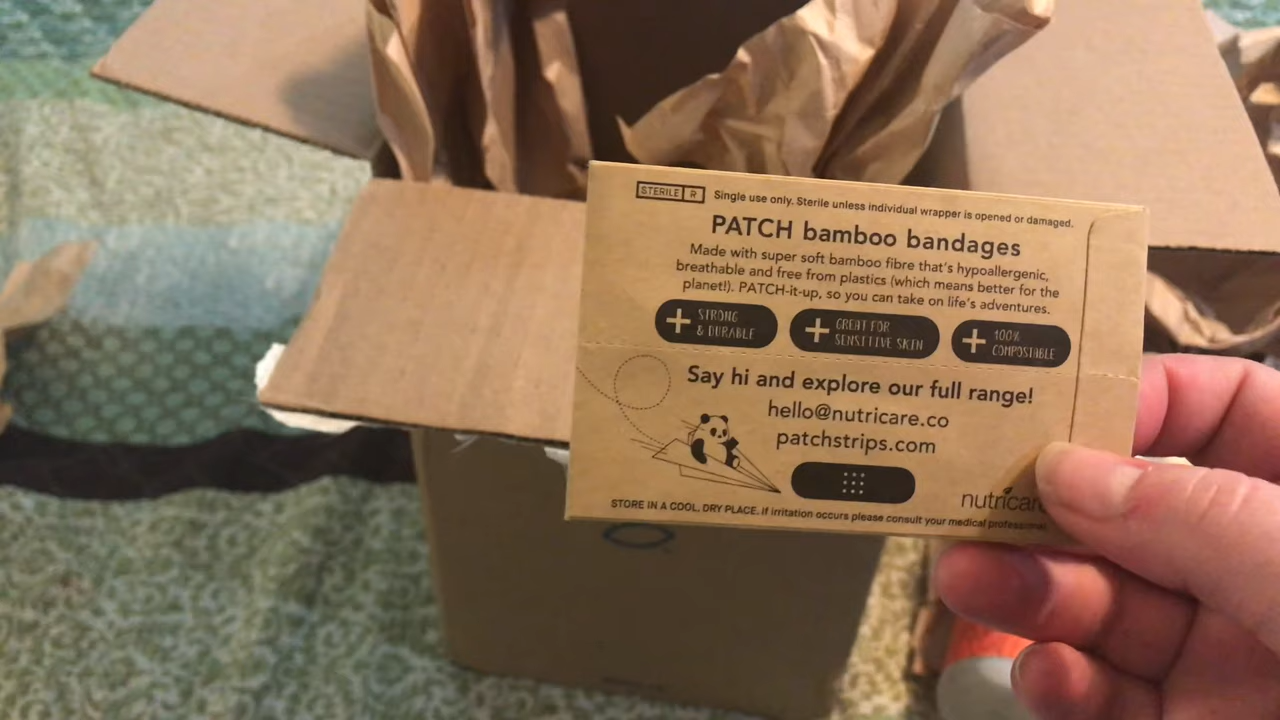 STERILE R Single use only. Sterile unless individual wrapper is opened or damaged.
PATCH bamboo bandages
Made with super soft bamboo fibre that's hypoallergenic,
breathable and free from plastics (which means better for the
planet!). PATCH-it-up, so you can take on life's adventures.
STRONG
& DURABLE
GREAT FOR
SENSITIVE SKIN
100%
COMPOSTABLE
Say hi and explore our full range!
hello@nutricare.co
patchstrips.com
nutricare
STORE IN A COOL, DRY PLACE. If irritation occurs please consult your medical professional.